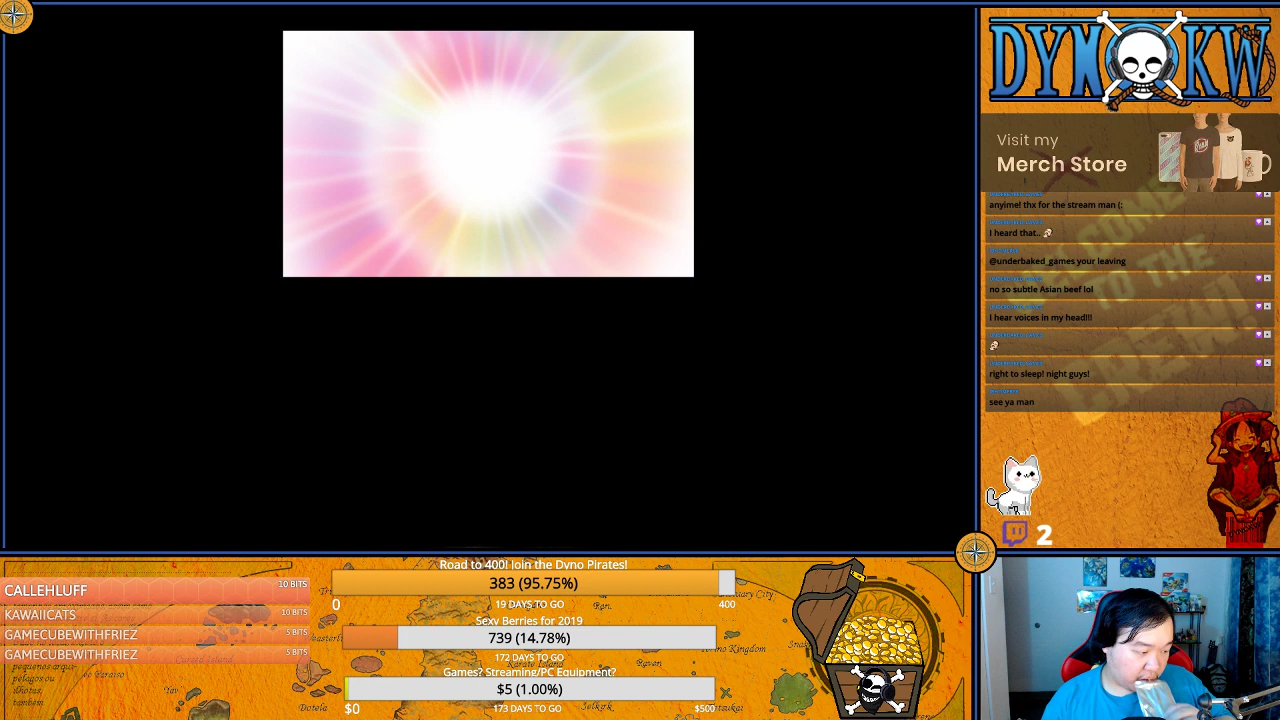 DYNOKW
Visit my
Merch Store
anyime! thx for the stream man (:
I heard that..
@underbaked_games your leaving
no so subtle Asian beef lol
I hear voices in my head!!!
right to sleep! night guys!
see ya man
2
CALLEHLUFF
10 BITS
KAWAIICATS
10 BITS
GAMECUBEWITHFRIEZ
5 BITS
GAMECUBEWITHFRIEZ
5 BITS
Road to 400! Join the Dyno Pirates!
383 (95.75%)
0
19 DAYS TO GO
400
Sexy Berries for 2019
739 (14.78%)
172 DAYS TO GO
Games? Streaming/PC Equipment?
$5 (1.00%)
$0
173 DAYS TO GO
$500